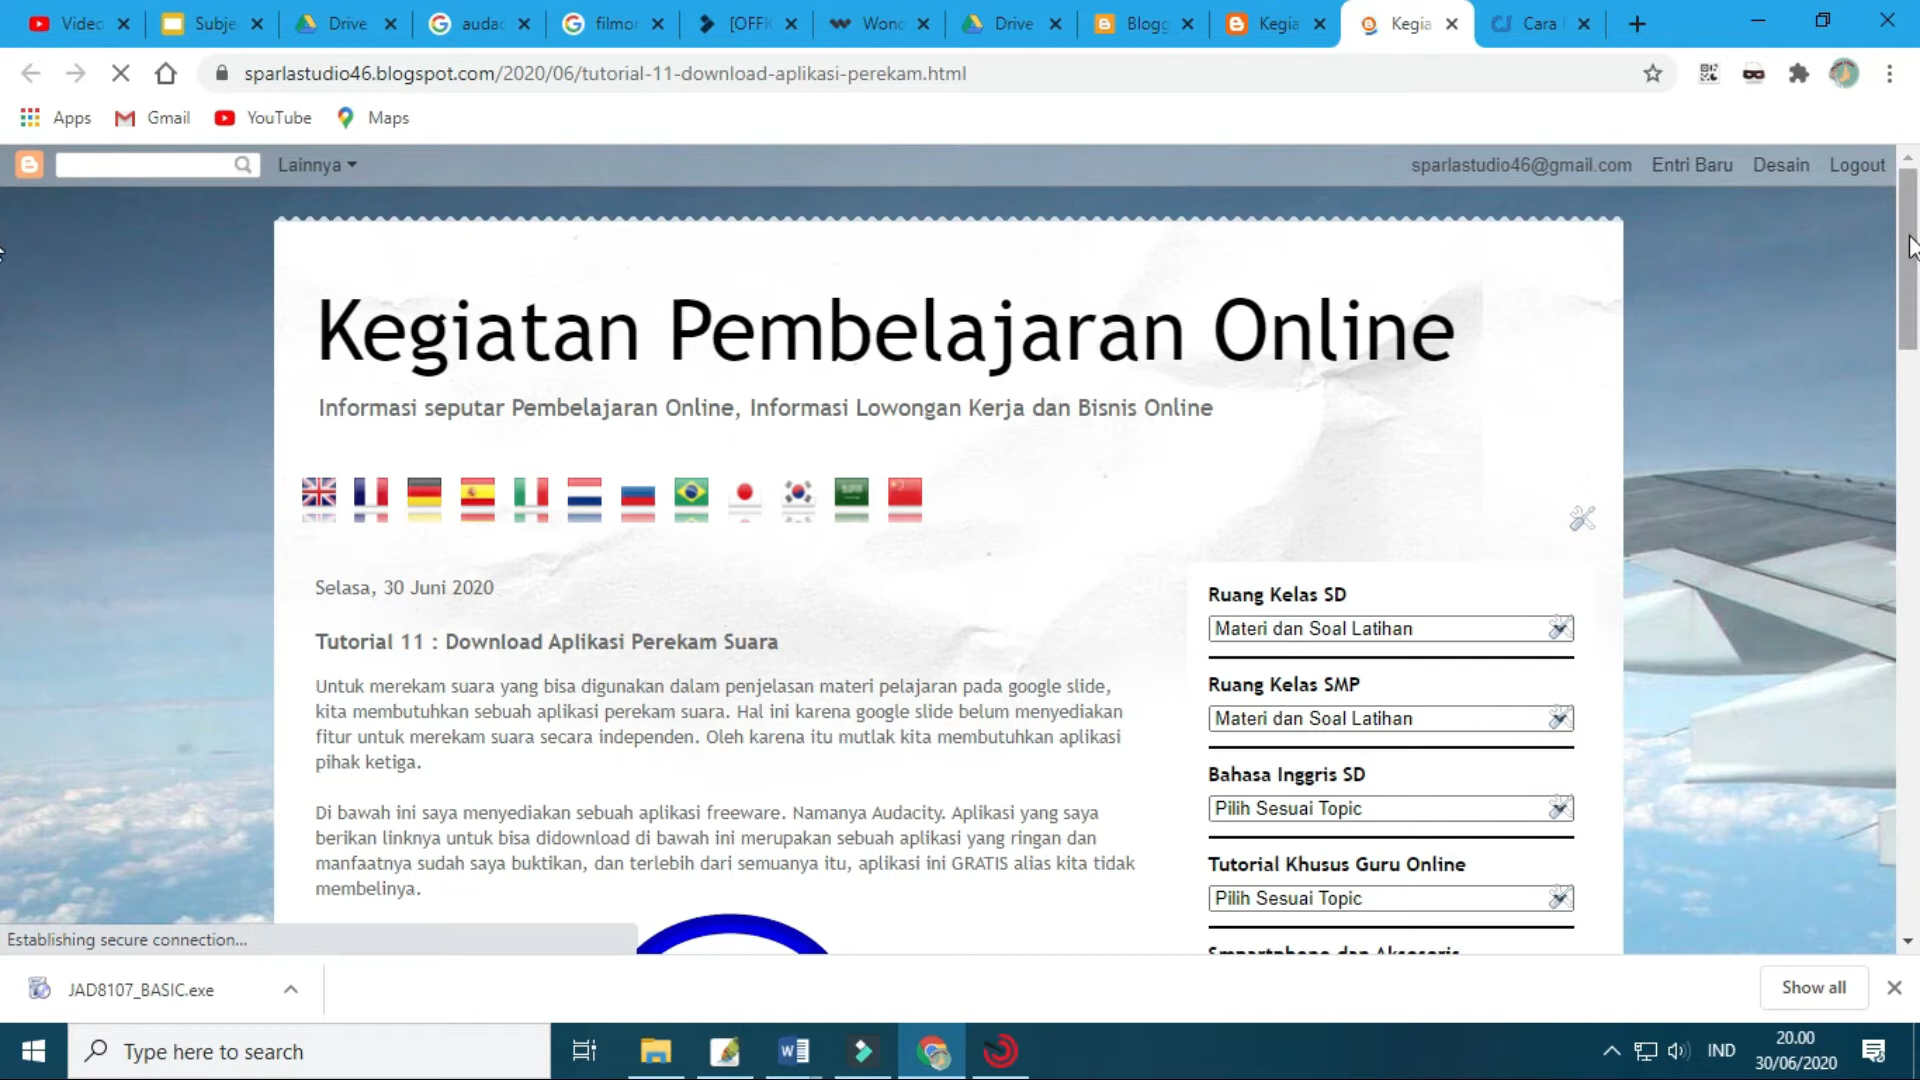 Video
Subje
Drive
audac
filmor
[OFFI
Wond
Drive
Blogg
Kegia
Kegia
Cara
sparlastudio46.blogspot.com/2020/06/tutorial-11-download-aplikasi-perekam.html
Apps
Gmail
YouTube
Maps
Lainnya
sparlastudio46@gmail.com
Entri Baru
Desain
Logout
Kegiatan Pembelajaran Online
Informasi seputar Pembelajaran Online, Informasi Lowongan Kerja dan Bisnis Online
Selasa, 30 Juni 2020
Tutorial 11 : Download Aplikasi Perekam Suara
Untuk merekam suara yang bisa digunakan dalam penjelasan materi pelajaran pada google slide,
kita membutuhkan sebuah aplikasi perekam suara. Hal ini karena google slide belum menyediakan
fitur untuk merekam suara secara independen. Oleh karena itu mutlak kita membutuhkan aplikasi
pihak ketiga.
Di bawah ini saya menyediakan sebuah aplikasi freeware. Namanya Audacity. Aplikasi yang saya
berikan linknya untuk bisa didownload di bawah ini merupakan sebuah aplikasi yang ringan dan
manfaatnya sudah saya buktikan, dan terlebih dari semuanya itu, aplikasi ini GRATIS alias kita tidak
membelinya.
Ruang Kelas SD
Materi dan Soal Latihan
Ruang Kelas SMP
Materi dan Soal Latihan
Bahasa Inggris SD
Pilih Sesuai Topic
Tutorial Khusus Guru Online
Pilih Sesuai Topic
Smpartphone dan Aksesoris
Establishing secure connection...
JAD8107_BASIC.exe
Show all
Type here to search
IND
20.00
30/06/2020